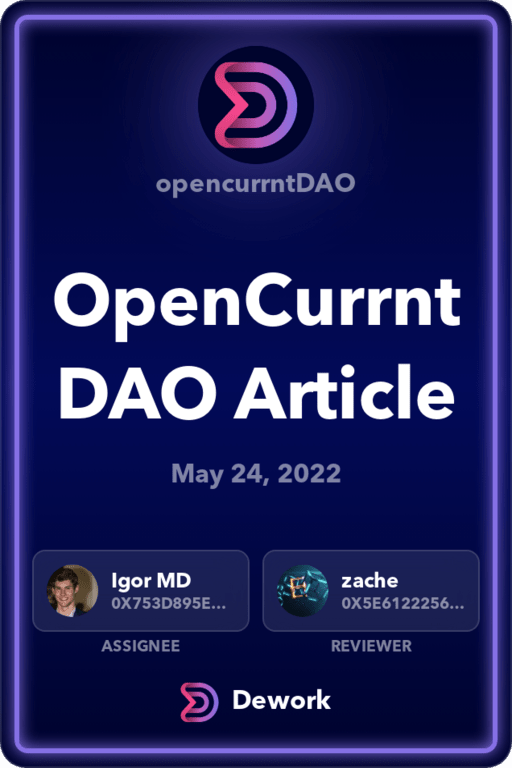 opencurrntDAO
OpenCurrnt
DAO Article
May 24, 2022
Igor MD
0X753D895E...
zache
0X5E6122256...
ASSIGNEE
REVIEWER
Dework